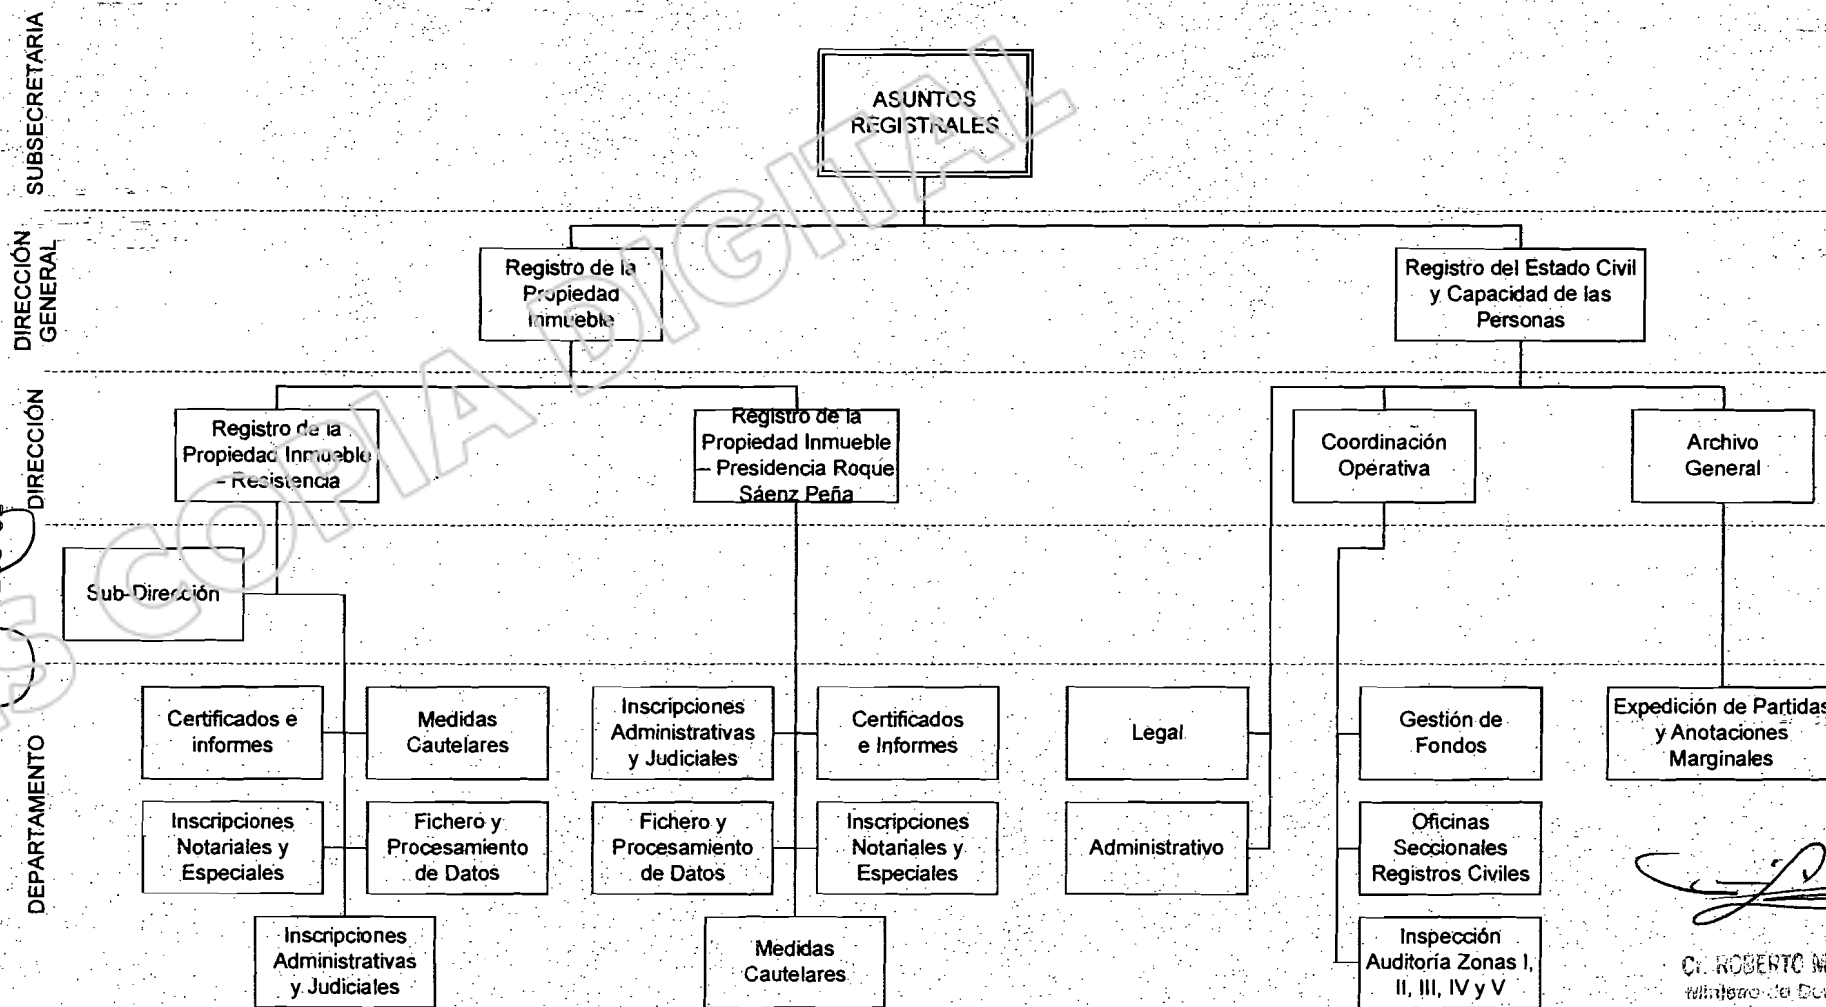 SUBSECRETARIA
ASUNTOS
REGISTRALES
DIRECCIÓN
GENERAL
Registro de la
Propiedad
Inmueble
Registro del Estado Civil
y Capacidad de las
Personas
DIRECCIÓN
Registro de la
Propiedad Inmueble
– Resistencia
Registro de la
Propiedad Inmueble
– Presidencia Roque
Sáenz Peña
Coordinación
Operativa
Archivo
General
Sub-Dirección
DEPARTAMENTO
Certificados e
informes
Medidas
Cautelares
Inscripciones
Administrativas
y Judiciales
Certificados
e Informes
Legal
Gestión de
Fondos
Expedición de Partidas
y Anotaciones
Marginales
Inscripciones
Notariales y
Especiales
Fichero y
Procesamiento
de Datos
Fichero y
Procesamiento
de Datos
Inscripciones
Notariales y
Especiales
Administrativo
Oficinas
Seccionales
Registros Civiles
Inscripciones
Administrativas
y Judiciales
Medidas
Cautelares
Inspección
Auditoría Zonas I,
II, III, IV y V
Cr. ROBERTO
COPIA DIGITAL